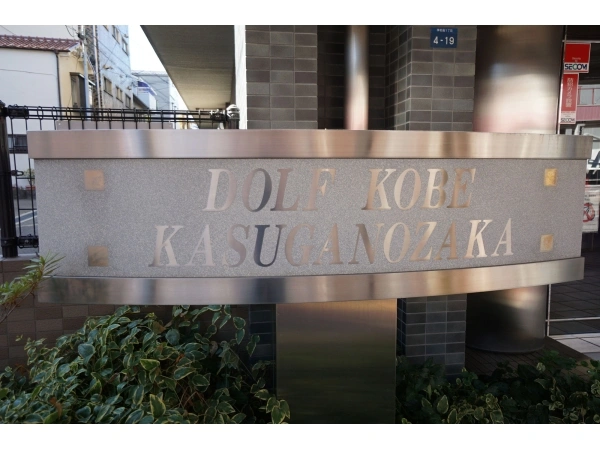 4-19
SECOM
DOLF KOBE'
KASUGANOZAKA